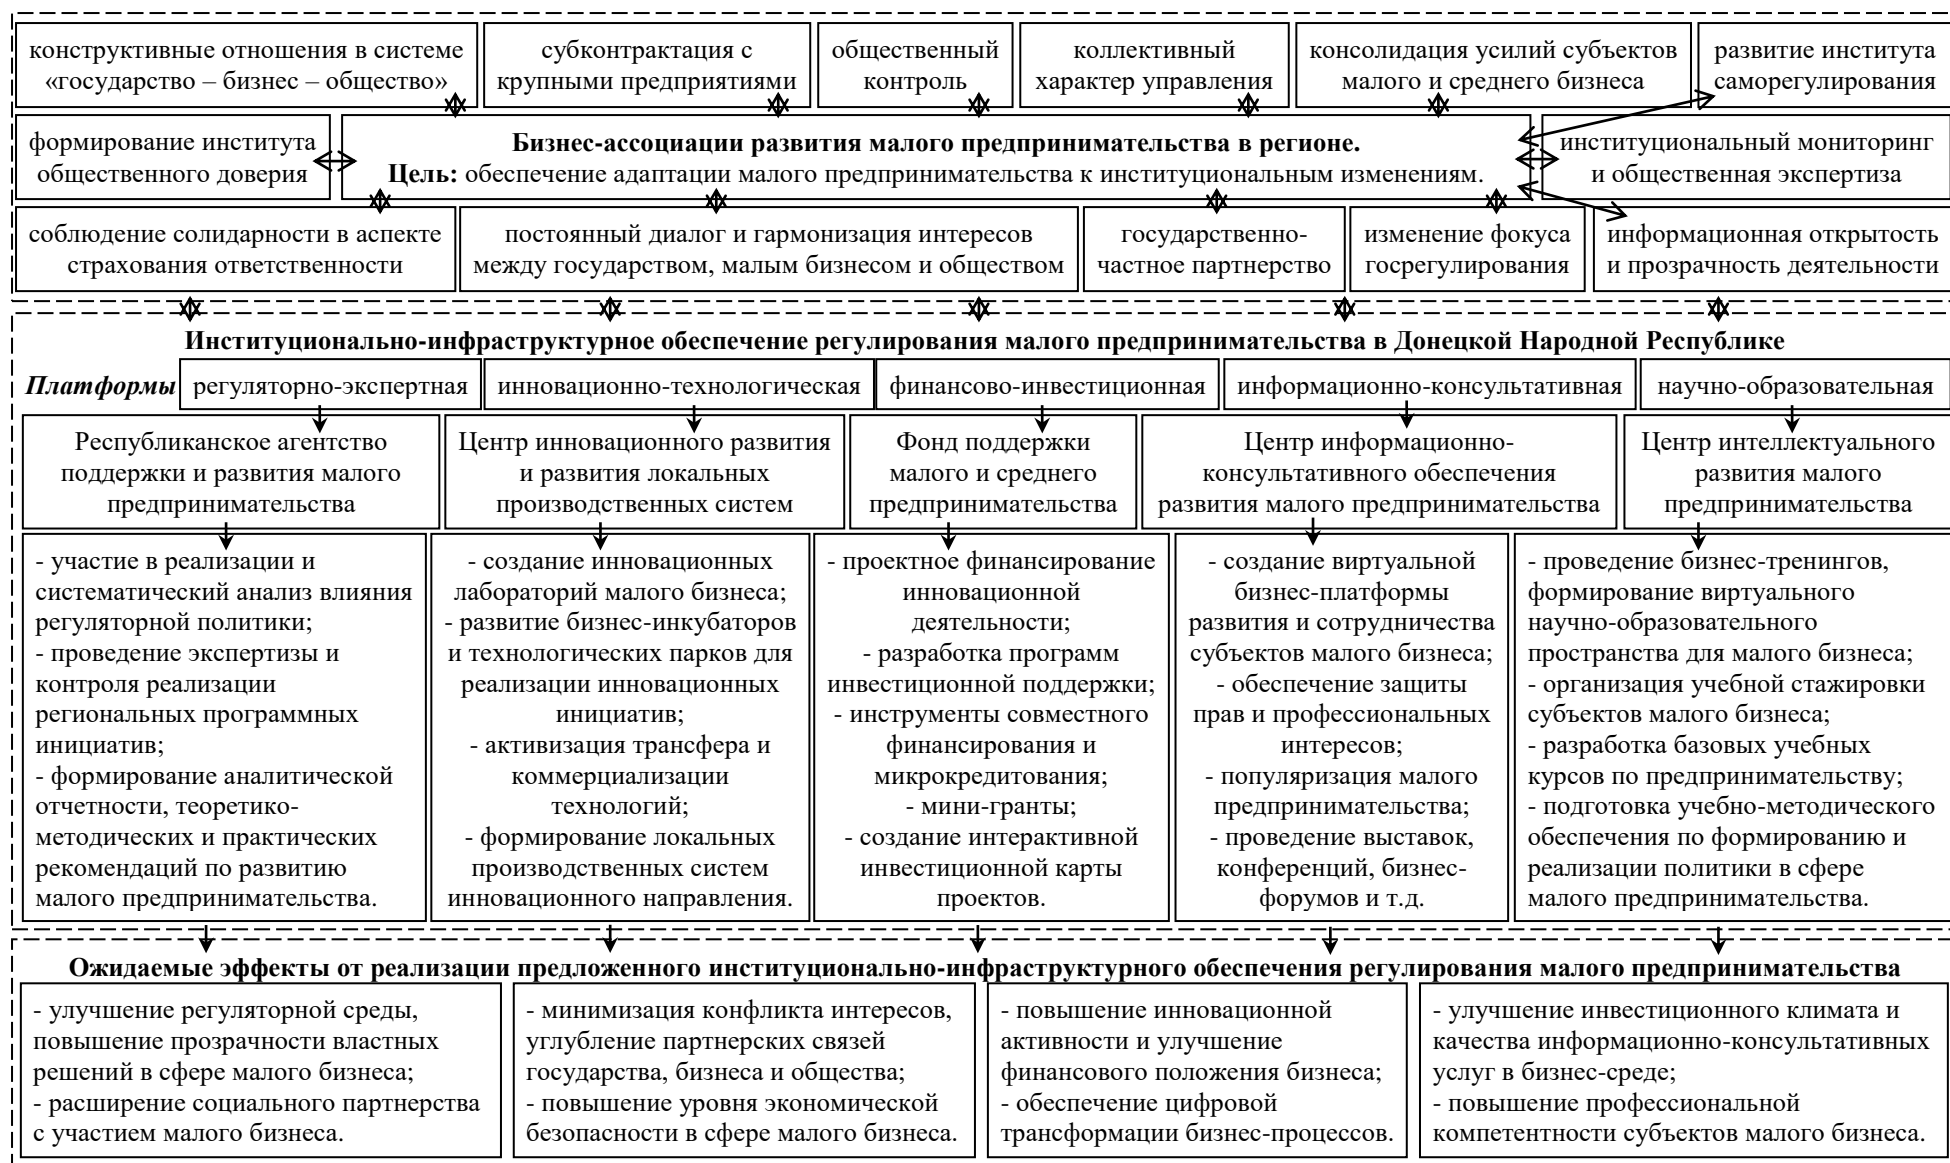 конструктивные отношения в системе
«государство – бизнес – общество»
субконтрактация с
крупными предприятиями
общественный
контроль
коллективный
характер управления
консолидация усилий субъектов
малого и среднего бизнеса
развитие института
саморегулирования
формирование института
общественного доверия
Бизнес-ассоциации развития малого предпринимательства в регионе.
Цель: обеспечение адаптации малого предпринимательства к институциональным изменениям.
институциональный мониторинг
и общественная экспертиза
соблюдение солидарности в аспекте
страхования ответственности
постоянный диалог и гармонизация интересов
между государством, малым бизнесом и обществом
государственно-
частное партнерство
изменение фокуса
госрегулирования
информационная открытость
и прозрачность деятельности
Институционально-инфраструктурное обеспечение регулирования малого предпринимательства в Донецкой Народной Республике
Платформы
регуляторно-экспертная
инновационно-технологическая
финансово-инвестиционная
информационно-консультативная
научно-образовательная
Республиканское агентство
поддержки и развития малого
предпринимательства
Центр инновационного развития
и развития локальных
производственных систем
Фонд поддержки
малого и среднего
предпринимательства
Центр информационно-
консультативного обеспечения
развития малого предпринимательства
Центр интеллектуального
развития малого
предпринимательства
- участие в реализации и
систематический анализ влияния
регуляторной политики;
- проведение экспертизы и
контроля реализации
региональных программных
инициатив;
- формирование аналитической
отчетности, теоретико-
методических и практических
рекомендаций по развитию
малого предпринимательства.
- создание инновационных
лабораторий малого бизнеса;
- развитие бизнес-инкубаторов
и технологических парков для
реализации инновационных
инициатив;
- активизация трансфера и
коммерциализации
технологий;
- формирование локальных
производственных систем
инновационного направления.
- проектное финансирование
инновационной
деятельности;
- разработка программ
инвестиционной поддержки;
- инструменты совместного
финансирования и
микрокредитования;
- мини-гранты;
- создание интерактивной
инвестиционной карты
проектов.
- создание виртуальной
бизнес-платформы
развития и сотрудничества
субъектов малого бизнеса;
- обеспечение защиты
прав и профессиональных
интересов;
- популяризация малого
предпринимательства;
- проведение выставок,
конференций, бизнес-
форумов и т.д.
- проведение бизнес-тренингов,
формирование виртуального
научно-образовательного
пространства для малого бизнеса;
- организация учебной стажировки
субъектов малого бизнеса;
- разработка базовых учебных
курсов по предпринимательству;
- подготовка учебно-методического
обеспечения по формированию и
реализации политики в сфере
малого предпринимательства.
Ожидаемые эффекты от реализации предложенного институционально-инфраструктурного обеспечения регулирования малого предпринимательства
- улучшение регуляторной среды,
повышение прозрачности властных
решений в сфере малого бизнеса;
- расширение социального партнерства
с участием малого бизнеса.
- минимизация конфликта интересов,
углубление партнерских связей
государства, бизнеса и общества;
- повышение уровня экономической
безопасности в сфере малого бизнеса.
- повышение инновационной
активности и улучшение
финансового положения бизнеса;
- обеспечение цифровой
трансформации бизнес-процессов.
- улучшение инвестиционного климата и
качества информационно-консультативных
услуг в бизнес-среде;
- повышение профессиональной
компетентности субъектов малого бизнеса.